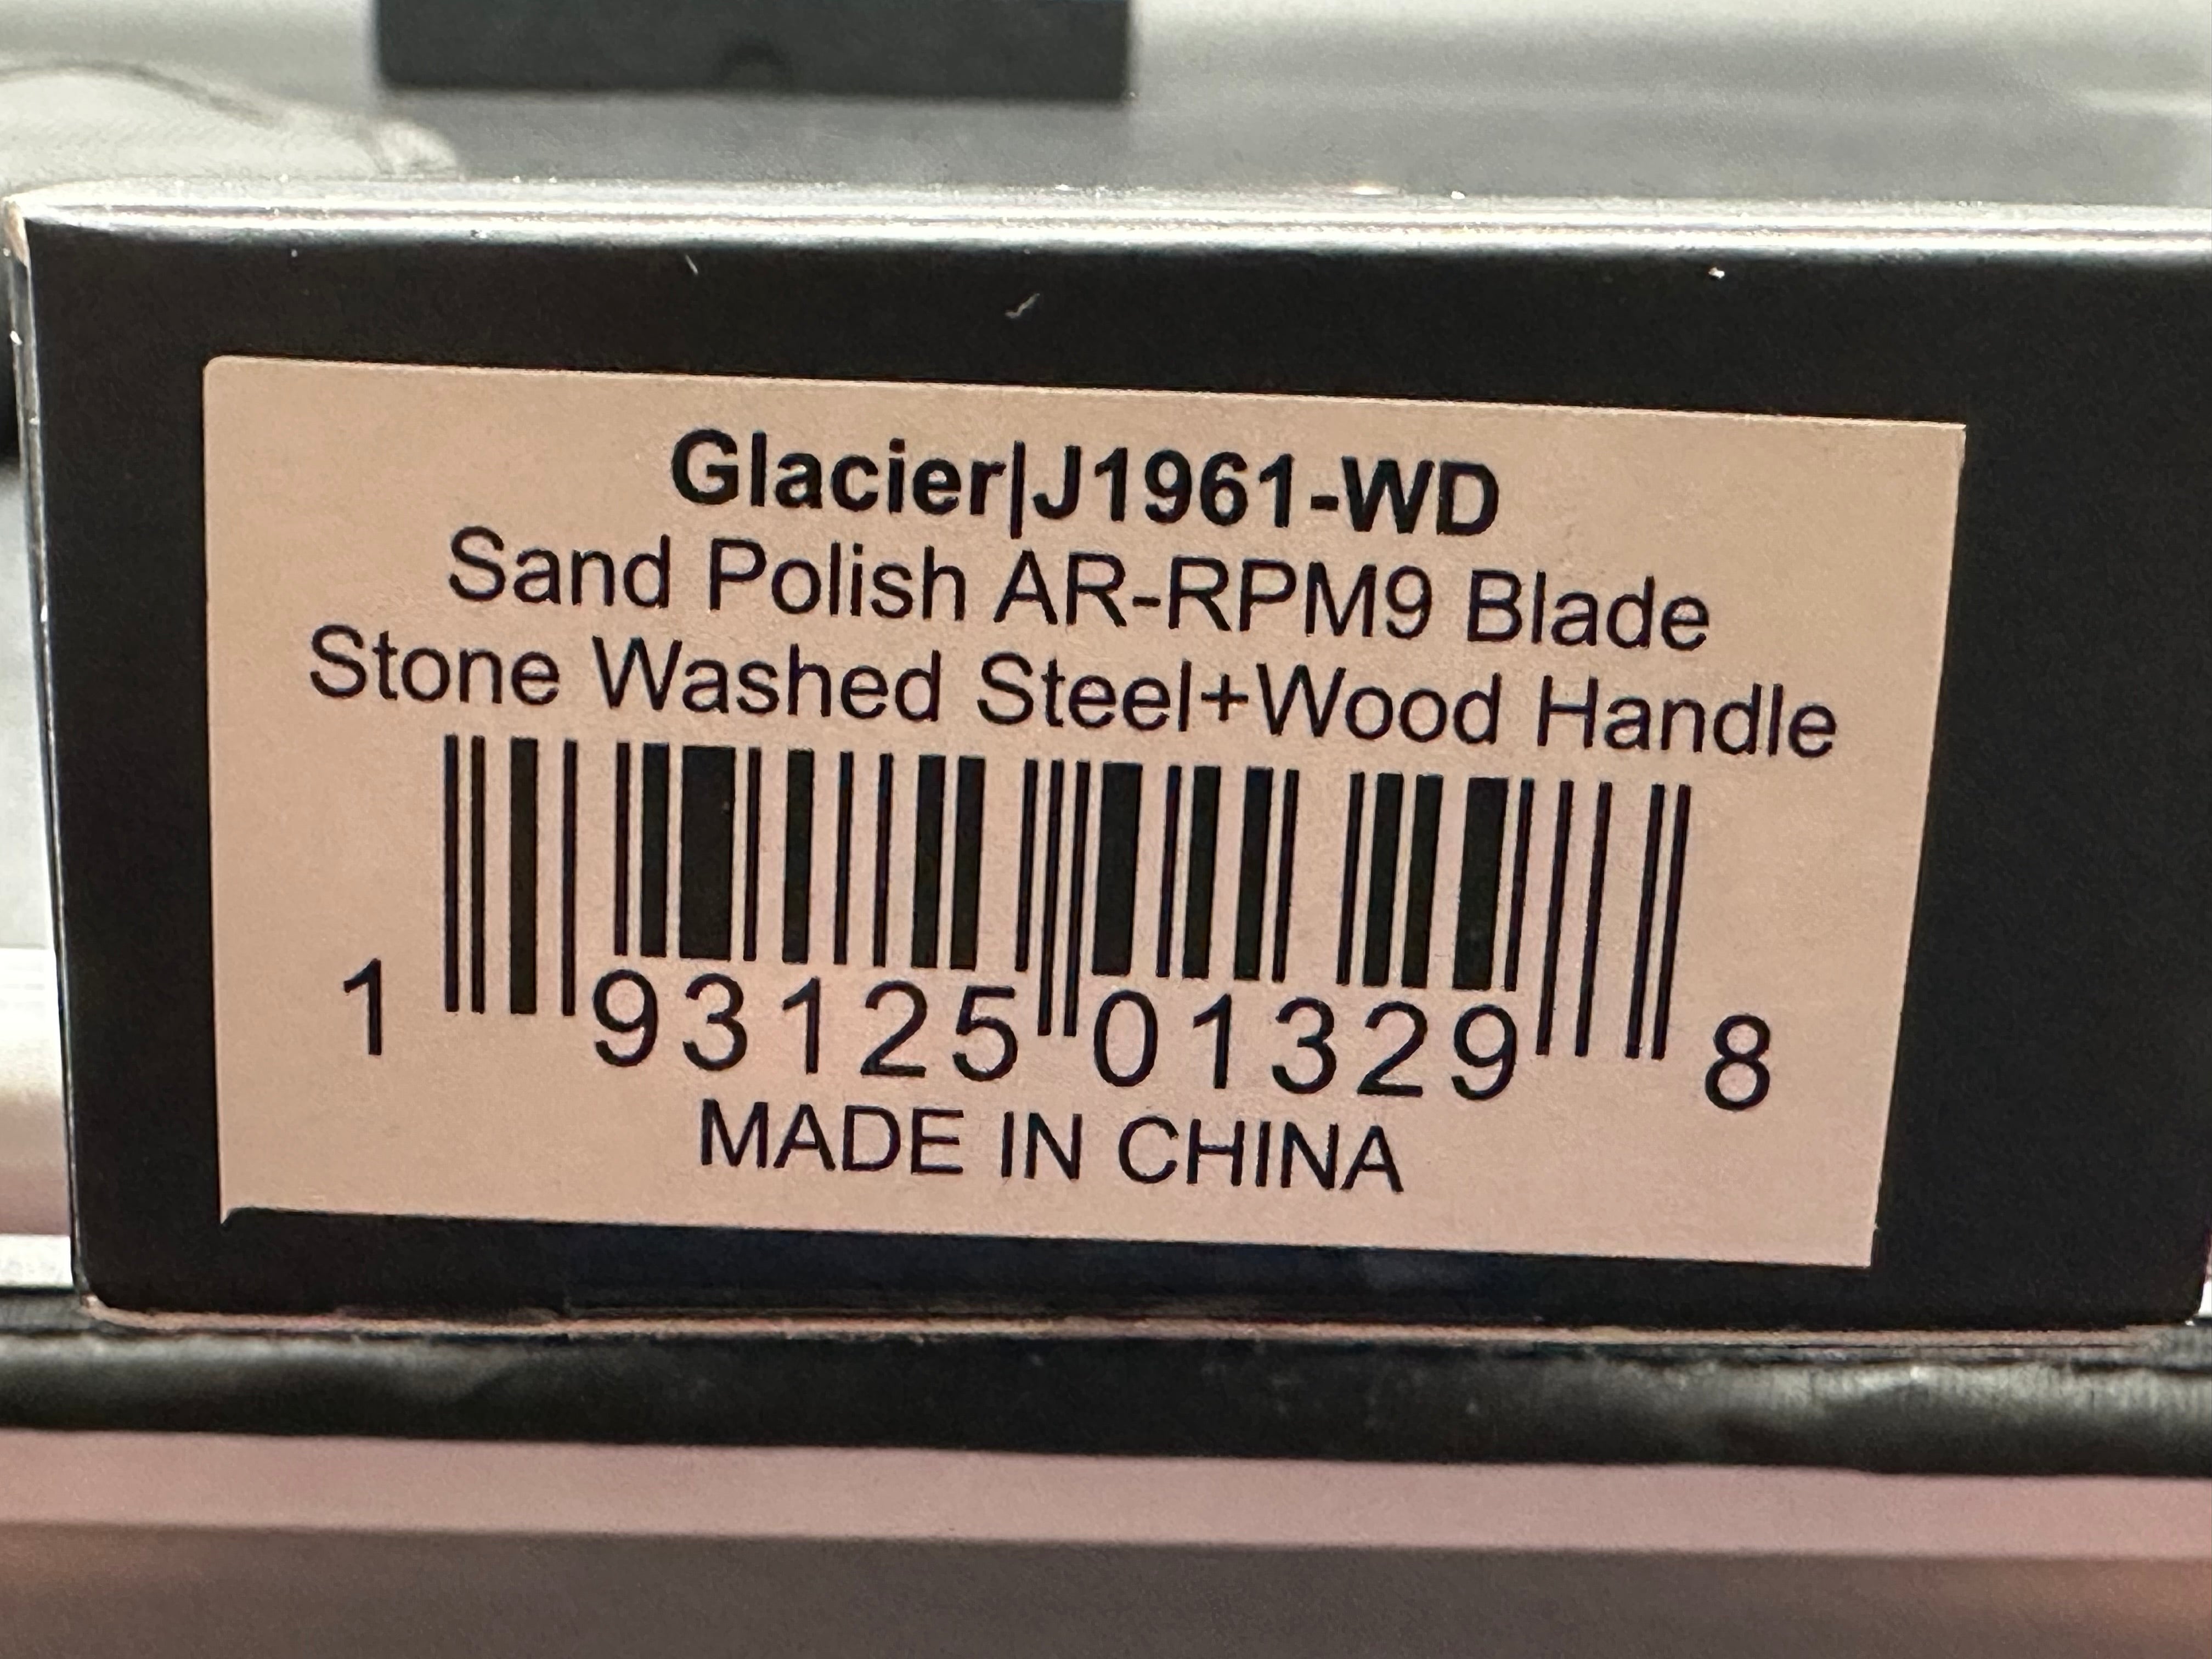 Glacier|J1961-WD
Sand Polish AR-RPM9 Blade
Stone Washed Steel+Wood Handle
1 93125 01329 8
MADE IN CHINA